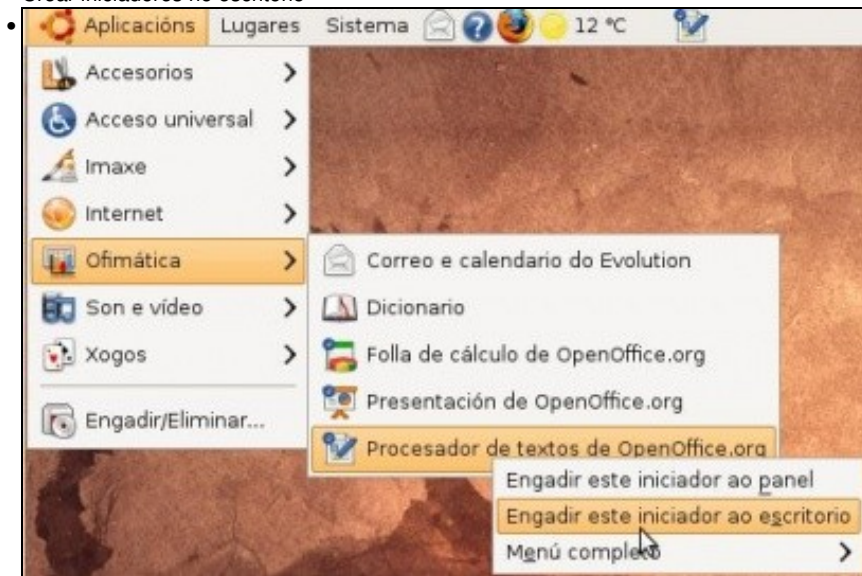 Crear iniciadores no escritorio
Aplicacións Lugares Sistema 12 ºC
Accesorios
Acceso universal
Imaxe
Internet
Ofimática
Son e vídeo
Xogos
Engadir/Eliminar...
Correo e calendario do Evolution
Dicionario
Folla de cálculo de OpenOffice.org
Presentación de OpenOffice.org
Procesador de textos de OpenOffice.org
Engadir este iniciador ao panel
Engadir este iniciador ao escritorio
Menú completo